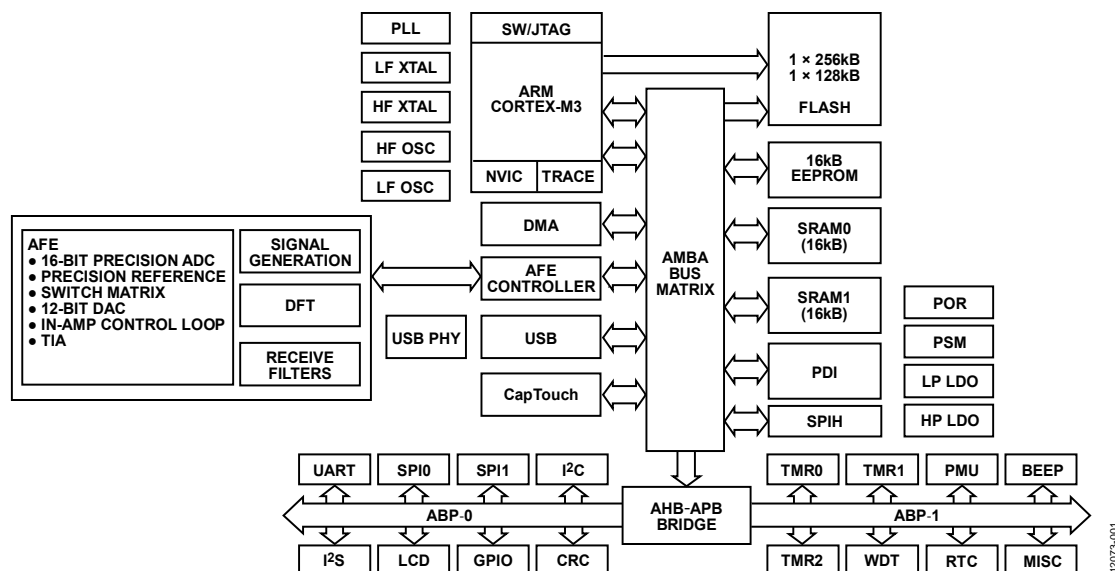 PLL
LF XTAL
HF XTAL
HF OSC
LF OSC
SW/JTAG
ARM
CORTEX-M3
NVIC
TRACE
1 × 256kB
1 × 128kB
FLASH
16kB
EEPROM
SRAM0
(16kB)
SRAM1
(16kB)
PDI
SPIH
AMBA
BUS
MATRIX
DMA
AFE
CONTROLLER
USB PHY
USB
CapTouch
AFE
● 16-BIT PRECISION ADC
● PRECISION REFERENCE
● SWITCH MATRIX
● 12-BIT DAC
● IN-AMP CONTROL LOOP
● TIA
SIGNAL
GENERATION
DFT
RECEIVE
FILTERS
POR
PSM
LP LDO
HP LDO
UART
SPI0
SPI1
I²C
ABP-0
I²S
LCD
GPIO
CRC
AHB-APB
BRIDGE
TMR0
TMR1
PMU
BEEP
ABP-1
TMR2
WDT
RTC
MISC
12073-001